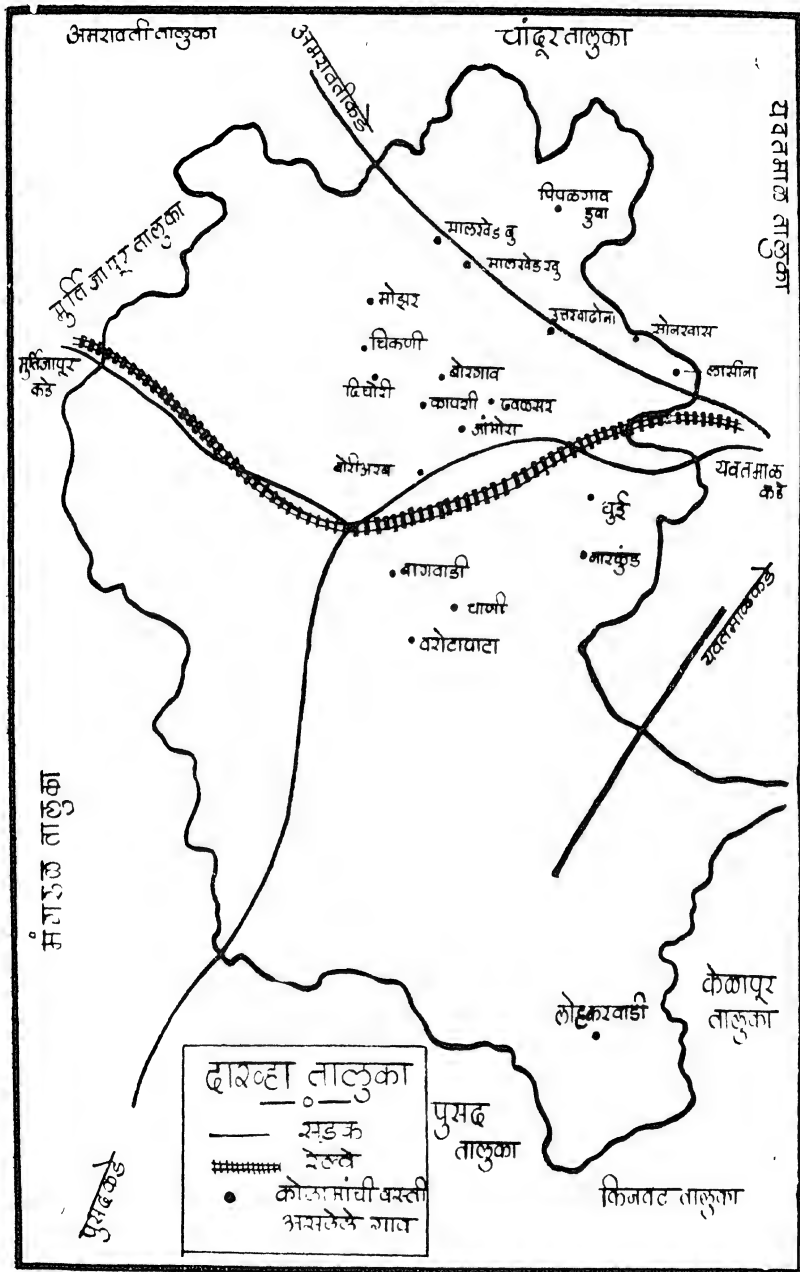 अमरावती तालुका
चांदूर तालुका
अमरावतीकडे
यवतमाळ तालुका
पिंपळगाव
डुबा
मुर्तिजापूर तालुका
मालखेड बु
मालखेड खु
मोझर
उत्तरवाढोना
सोनखास
मुर्तिजापूर
कडे
चिकणी
लासीना
दिघोरी
बोरगाव
कापशी
ढवळसर
जांभोरा
बोरीअरब
यवतमाळ
कडे
धुई
नारकुंड
बागवाडी
चाणी
वरोटाघाटा
यवतमाळकडे
मंगरुळ तालुका
केळापूर
तालुका
लोहकरवाडी
दारव्हा तालुका
सडक
रेल्वे
कोलामांची वस्ती
असलेले गाव
पुसद
तालुका
पुसदकडे
किनवट तालुका